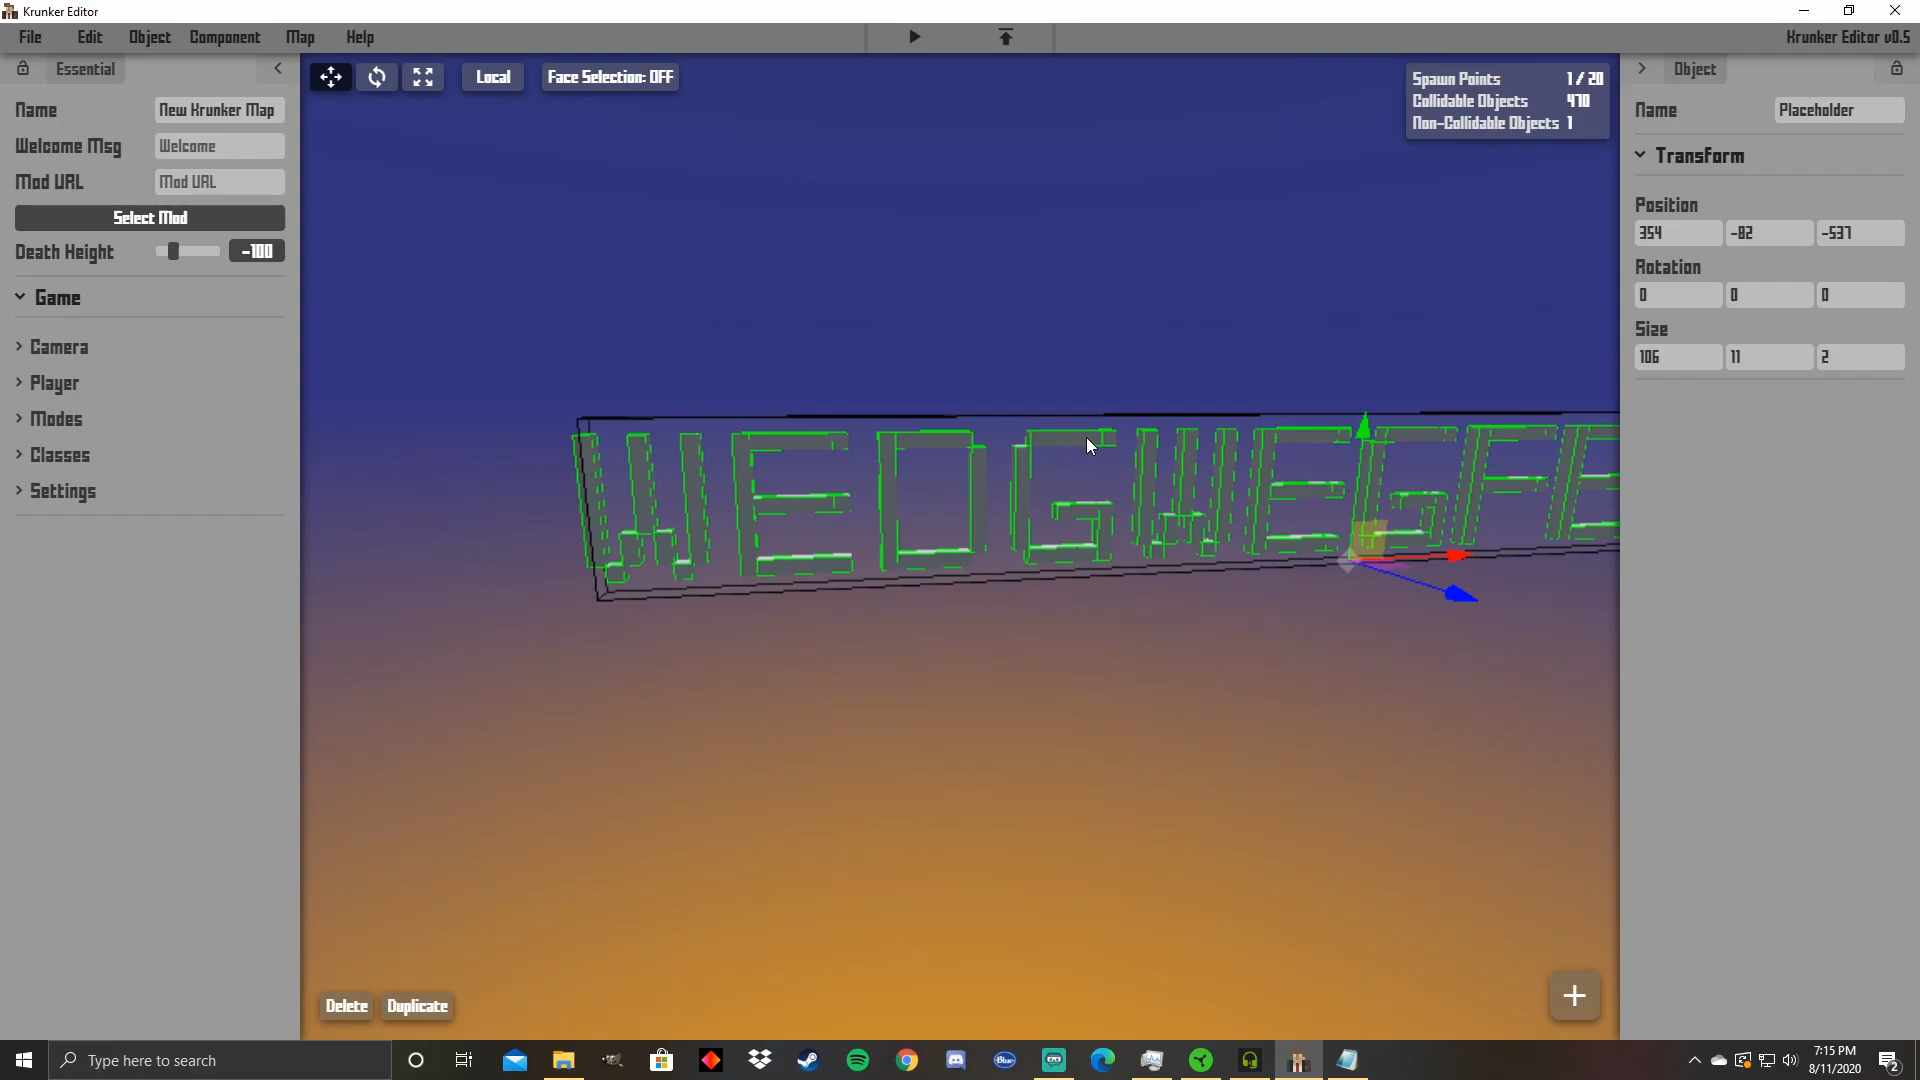 Krunker Editor
File Edit Object Component Map Help
Krunker Editor v0.5
Essential
Name New Krunker Map
Welcome Msg Welcome
Mod URL Mod URL
Select Mod
Death Height -100
Game
Camera
Player
Modes
Classes
Settings
Local
Face Selection: OFF
Spawn Points 1 / 20
Collidable Objects 470
Non-Collidable Objects 1
WEOGWEGFE
Delete
Duplicate
+
Object
Name Placeholder
Transform
Position
354 -82 -537
Rotation
0 0 0
Size
106 11 2
Type here to search
Blue
7:15 PM
8/11/2020
2